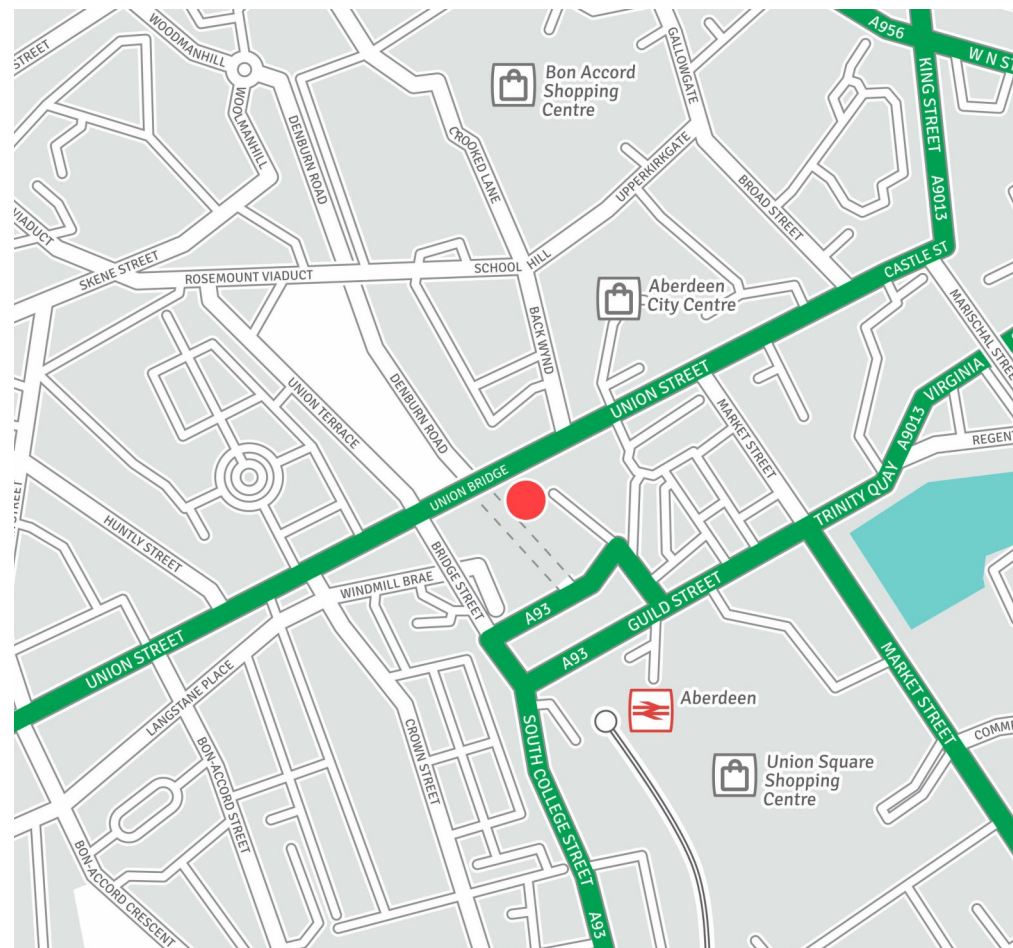 A956
W N ST
WOODMANHILL
STREET
GALLOWGATE
KING STREET
Bon Accord
Shopping
Centre
WOOLMANHILL
DENBURN ROAD
CROOKED LANE
UPPERKIRKGATE
BROAD STREET
A9013
VIADUCT
SKENE STREET
ROSEMOUNT VIADUCT
SCHOOL HILL
CASTLE ST
Aberdeen
City Centre
BACK WYND
MARISCHAL STREET
UNION TERRACE
DENBURN ROAD
UNION STREET
MARKET STREET
VIRGINIA
A9013
REGENT
UNION BRIDGE
TRINITY QUAY
STREET
HUNTLY STREET
BRIDGE STREET
WINDMILL BRAE
A93
GUILD STREET
A93
UNION STREET
LANGSTANE PLACE
Aberdeen
MARKET STREET
CROWN STREET
SOUTH COLLEGE STREET
COMME
Union Square
Shopping
Centre
BON-ACCORD STREET
BON-ACCORD CRESCENT
A93